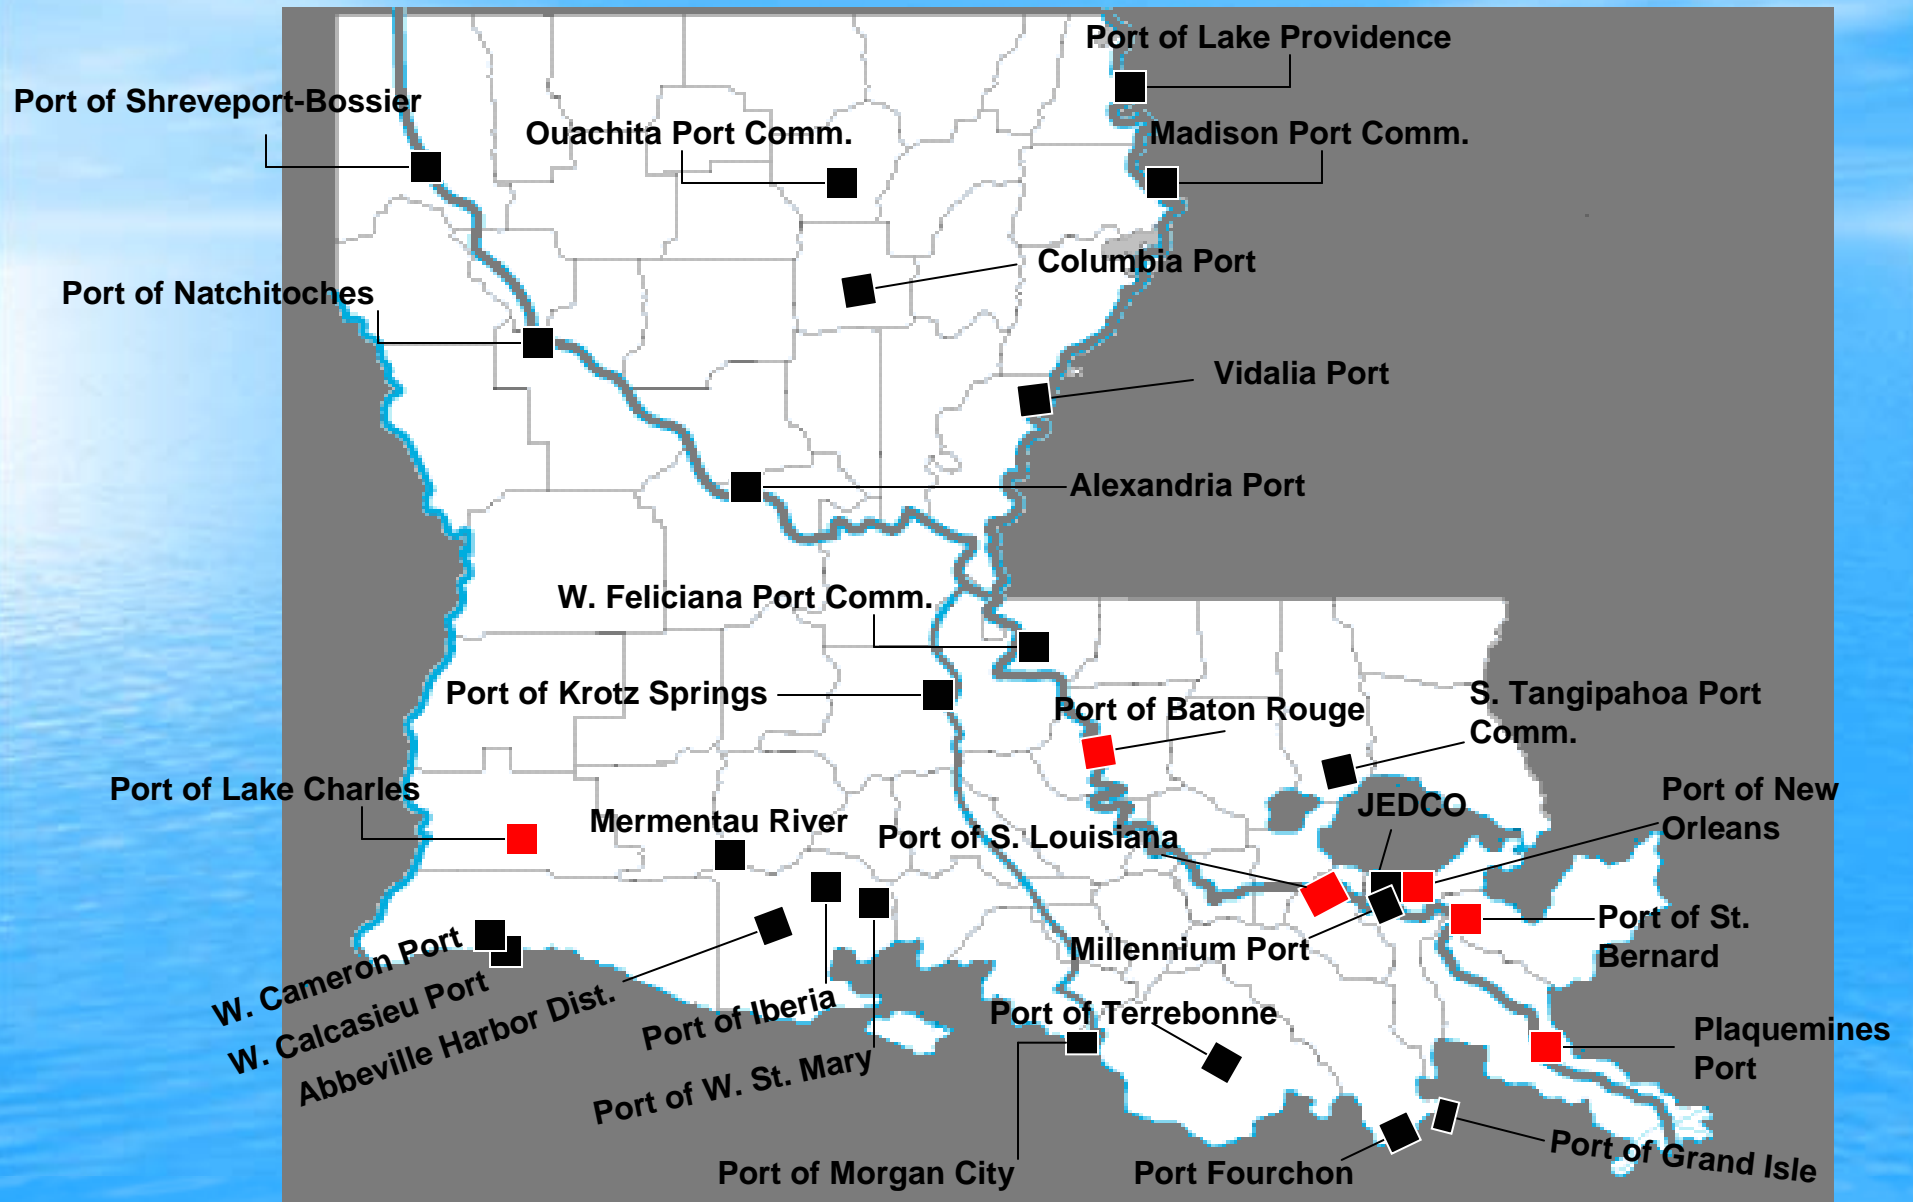 Port of Lake Providence
Port of Shreveport-Bossier
Ouachita Port Comm.
Madison Port Comm.
Columbia Port
Port of Natchitoches
Vidalia Port
Alexandria Port
W. Feliciana Port Comm.
Port of Krotz Springs
Port of Baton Rouge
S. Tangipahoa Port
Comm.
Port of Lake Charles
Mermentau River
Port of S. Louisiana
JEDCO
Port of New
Orleans
W. Cameron Port
W. Calcasieu Port
Abbeville Harbor Dist.
Port of Iberia
Port of W. St. Mary
Millennium Port
Port of St.
Bernard
Port of Terrebonne
Plaquemines
Port
Port of Morgan City
Port Fourchon
Port of Grand Isle